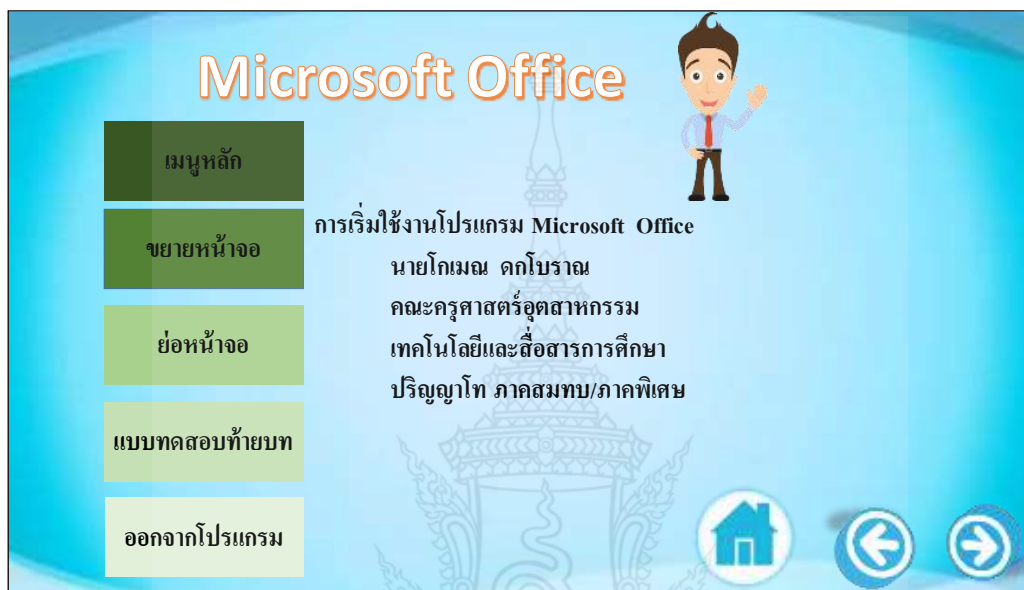 Microsoft Office
เมนูหลัก
ขยายหน้าจอ
ย่อหน้าจอ
แบบทดสอบท้ายบท
ออกจากโปรแกรม
การเริ่มใช้งานโปรแกรม Microsoft Office
นายโกเมณ ดกโบราณ
คณะครุศาสตร์อุตสาหกรรม
เทคโนโลยีและสื่อสารการศึกษา
ปริญญาโท ภาคสมทบ/ภาคพิเศษ